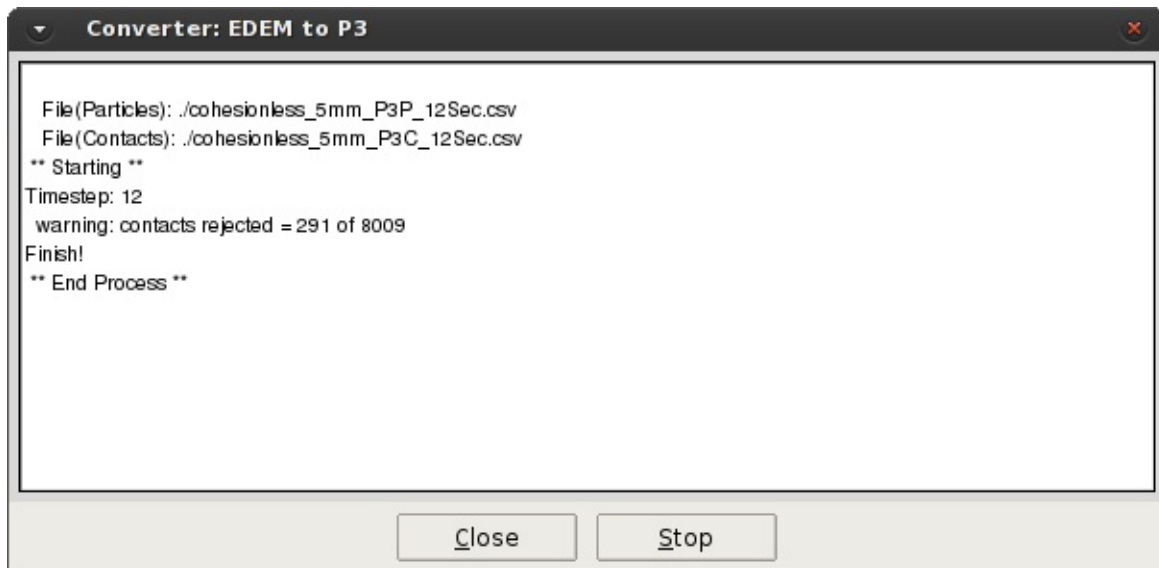 Converter: EDEM to P3
File(Particles): ./cohesionless_5mm_P3P_12Sec.csv
File(Contacts): ./cohesionless_5mm_P3C_12Sec.csv
** Starting **
Timestep: 12
warning: contacts rejected = 291 of 8009
Finish!
** End Process **
Close Stop